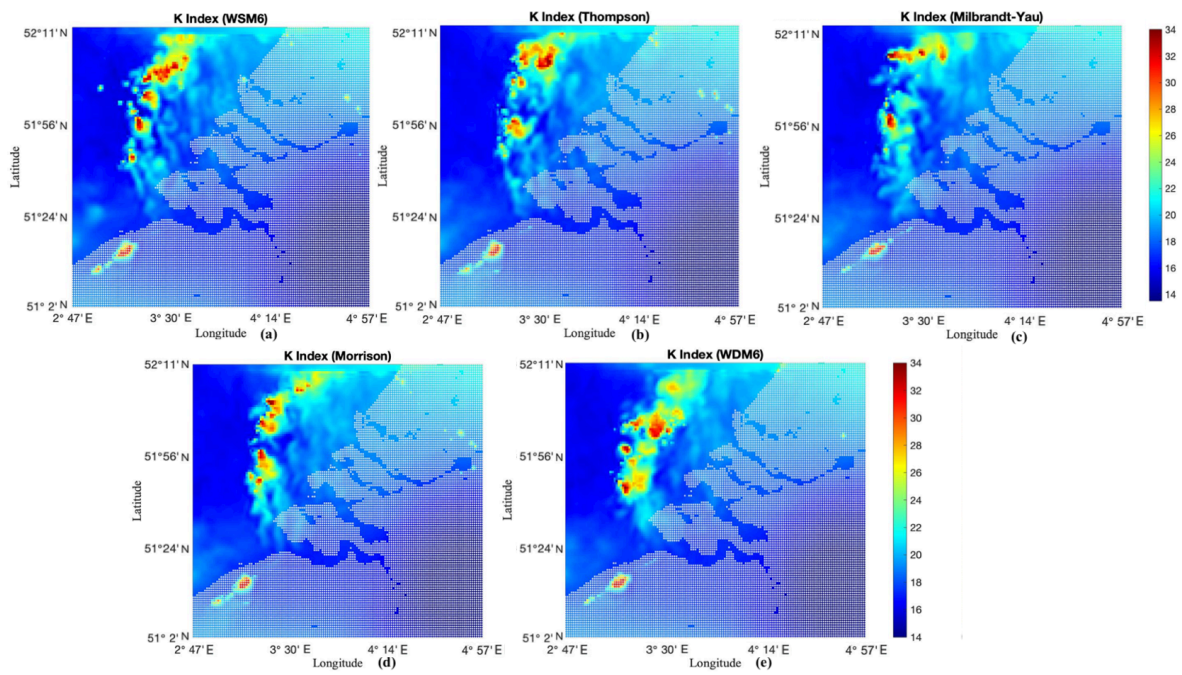 K Index (WSM6)
52° 11' N
51° 56' N
51° 24' N
51° 2' N
Latitude
2° 47' E
3° 30' E
4° 14' E
4° 57' E
Longitude
(a)
K Index (Thompson)
52° 11' N
51° 56' N
51° 24' N
51° 2' N
Latitude
2° 47' E
3° 30' E
4° 14' E
4° 57' E
Longitude
(b)
K Index (Milbrandt-Yau)
52° 11' N
51° 56' N
51° 24' N
51° 2' N
Latitude
2° 47' E
3° 30' E
4° 14' E
4° 57' E
Longitude
(c)
34
32
30
28
26
24
22
20
18
16
14
K Index (Morrison)
52° 11' N
51° 56' N
51° 24' N
51° 2' N
Latitude
2° 47' E
3° 30' E
4° 14' E
4° 57' E
Longitude
(d)
K Index (WDM6)
52° 11' N
51° 56' N
51° 24' N
51° 2' N
Latitude
2° 47' E
3° 30' E
4° 14' E
4° 57' E
Longitude
(e)
34
32
30
28
26
24
22
20
18
16
14